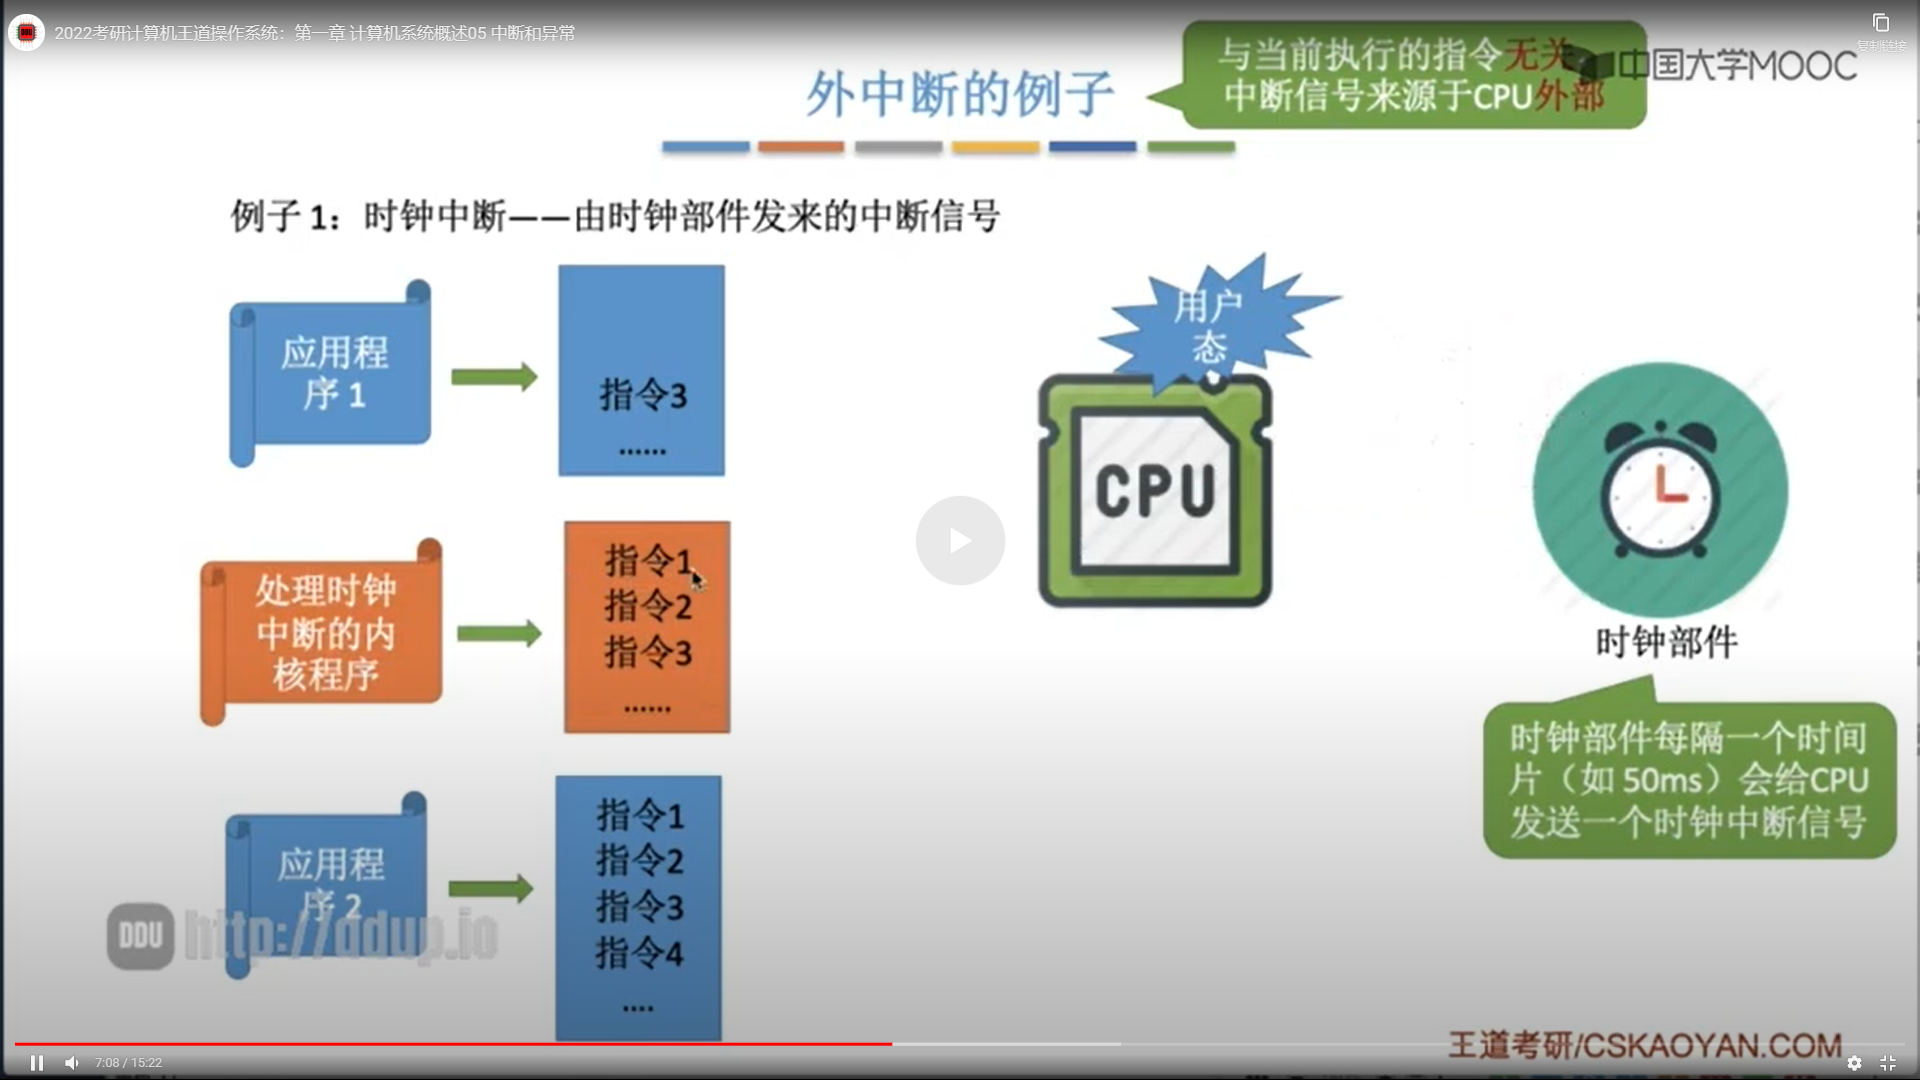 2022考研计算机王道操作系统：第一章 计算机系统概述05 中断和异常
复制链接
外中断的例子
与当前执行的指令无关
中断信号来源于CPU外部
中国大学MOOC
例子1：时钟中断——由时钟部件发来的中断信号
应用程
序 1
指令3
......
用户
态
CPU
时钟部件
处理时钟
中断的内
核程序
指令1
指令2
指令3
......
时钟部件每隔一个时间
片（如 50ms）会给CPU
发送一个时钟中断信号
应用程
序 2
指令1
指令2
指令3
指令4
....
DDU http://ddup.io
王道考研/CSKAOYAN.COM
7:08 / 15:22